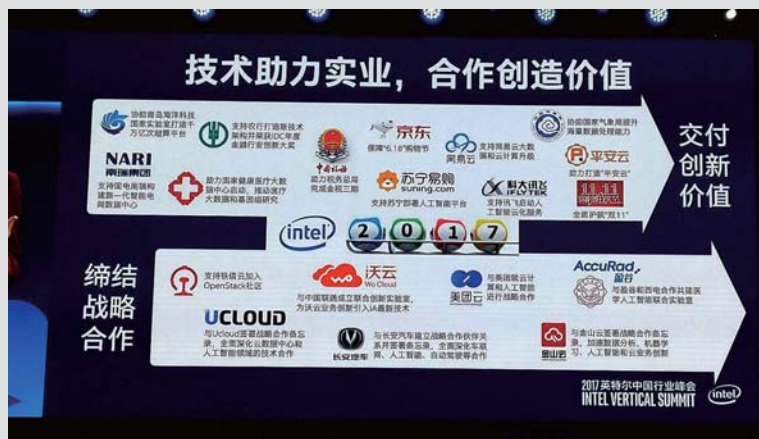 技术助力实业，合作创造价值
协助青岛海洋科技
国家实验室打造千
万亿次超算平台
支持农行打造新技术
架构并荣获IDC年度
金融行业创新大奖
中国税务
助力税务总局
完成金税三期
京东
保障“6.18”购物节
网易云
支持网易云大数
据和云计算升级
协助国家气象局提升
海量数据处理能力
NARI
南瑞集团
支持国电南瑞构
建新一代智能电
网数据中心
助力国家健康医疗大数
据中心启动，推动医疗
大数据和基因组研究
苏宁易购
suning.com
支持苏宁部署人工智能平台
科大讯飞
iFLYTEK
支持讯飞启动人
工智能云化服务
平安云
助力打造“平安云”
11.11
全面护航“双11”
交付
创新
价值
intel
2017
缔结
战略
合作
支持铁信云加入
OpenStack社区
沃云
Wo Cloud
与中国联通成立联合创新实验室，
为沃云业务创新引入IA最新技术
美团云
与美团就云计
算和人工智能
进行战略合作
AccuRad
盈谷
与盈谷和西电合作共建医
学人工智能联合实验室
UCLOUD
与Ucloud签署战略合作备忘
录，全面深化云数据中心和
人工智能领域的技术合作
长安汽车
与长安汽车建立战略合作伙伴关
系并签署备忘录，全面深化车联
网、人工智能、自动驾驶等合作
金山云
与金山云签署战略合作备忘
录，加速数据分析、机器学
习、人工智能和云业务创新
2017英特尔中国行业峰会
INTEL VERTICAL SUMMIT
intel